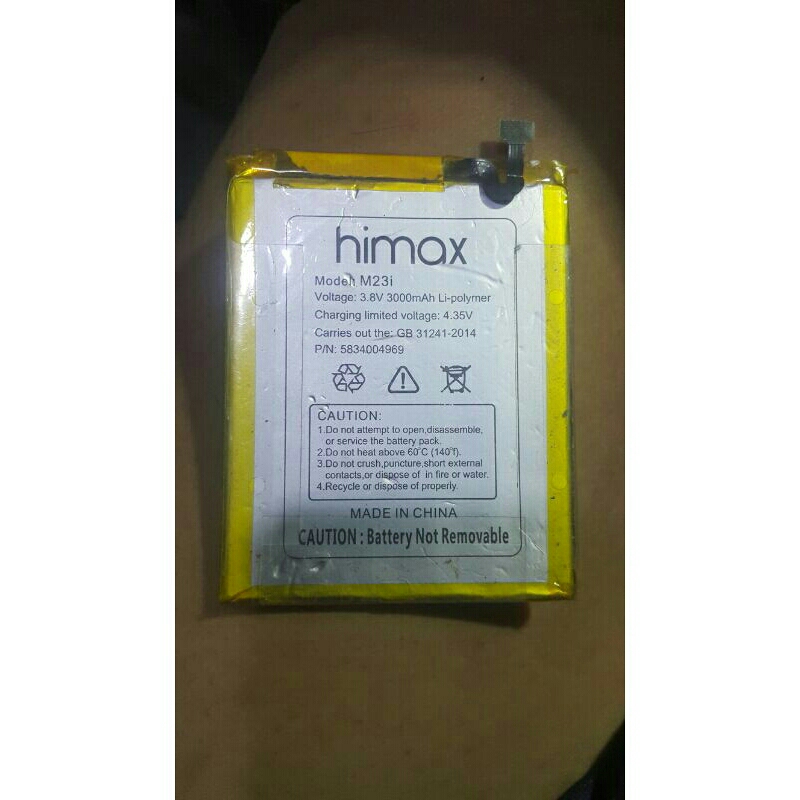 himax
Model: M23i
Voltage: 3.8V 3000mAh Li-polymer
Charging limited voltage: 4.35V
Carries out the: GB 31241-2014
P/N: 5834004969
CAUTION:
1.Do not attempt to open,disassemble,
or service the battery pack.
2.Do not heat above 60°C (140°f).
3.Do not crush,puncture,short external
contacts,or dispose of in fire or water.
4.Recycle or dispose of properly.
MADE IN CHINA
CAUTION : Battery Not Removable